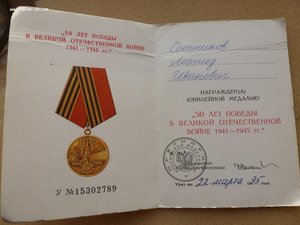 "50 ЛЕТ ПОБЕДЫ
В ВЕЛИКОЙ ОТЕЧЕСТВЕННОЙ ВОЙНЕ
1941—1945 гг."
У №15302789
Сотников
Леонид
Иванович
НАГРАЖДЕН(А)
ЮБИЛЕЙНОЙ МЕДАЛЬЮ
"50 ЛЕТ ПОБЕДЫ
В ВЕЛИКОЙ ОТЕЧЕСТВЕННОЙ
ВОЙНЕ 1941—1945 гг."
Указ от 22 марта 1995 года